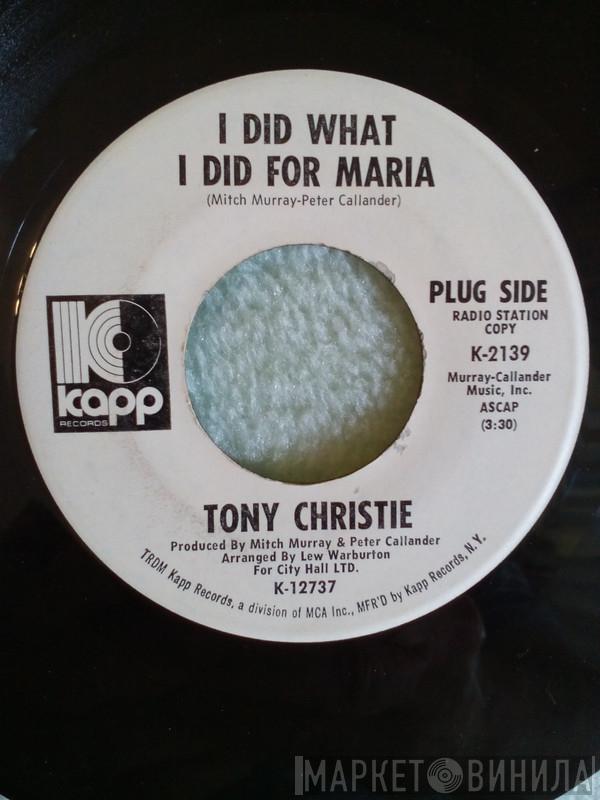 I DID WHAT
I DID FOR MARIA
(Mitch Murray-Peter Callander)
PLUG SIDE
RADIO STATION
COPY
K-2139
Murray-Callander
Music, Inc.
ASCAP
(3:30)
K
kapp
RECORDS
TONY CHRISTIE
Produced By Mitch Murray & Peter Callander
Arranged By Lew Warburton
For City Hall LTD.
K-12737
TRDM Kapp Records, a division of MCA Inc., MFR'D by Kapp Records, N.Y.
МАРКЕТ ВИНИЛА